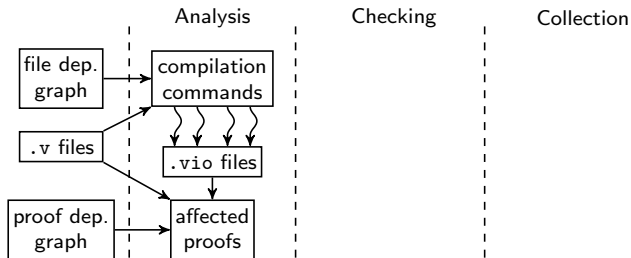 Analysis
Checking
Collection
file dep.
graph
compilation
commands
.v files
.vio files
proof dep.
graph
affected
proofs